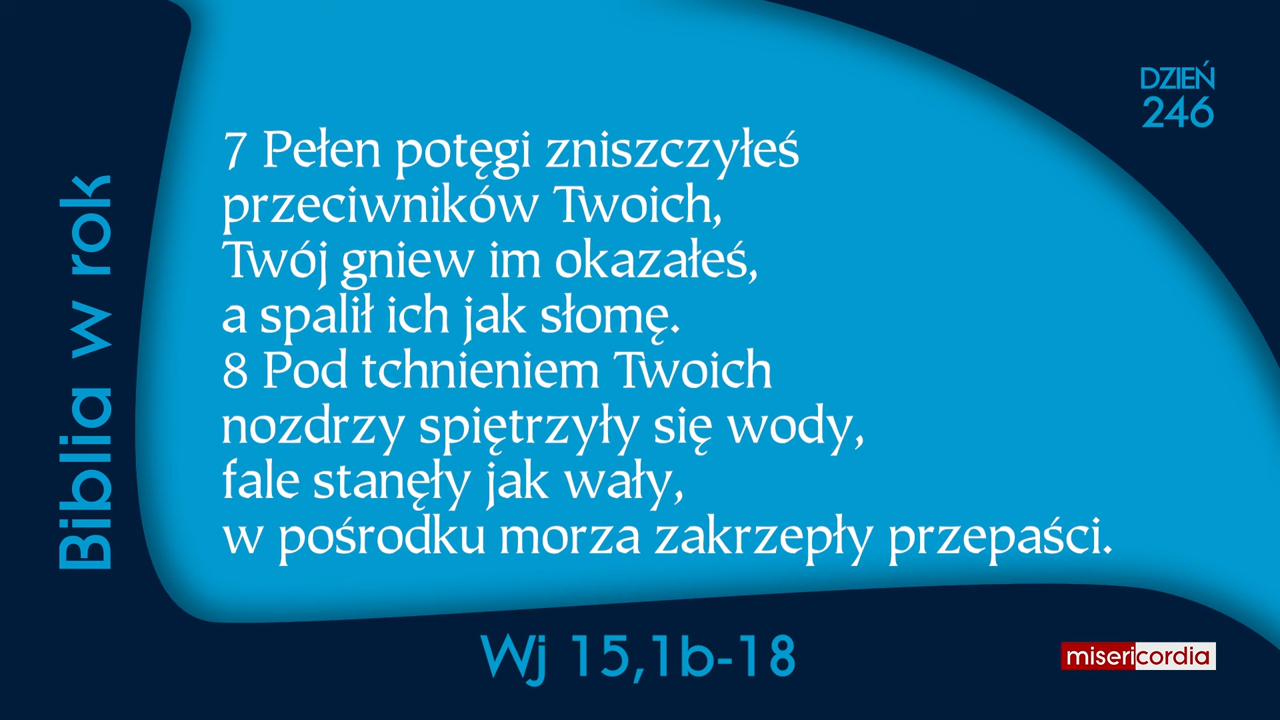 DZIEŃ
246
7 Pełen potęgi zniszczyłeś
przeciwników Twoich,
Twój gniew im okazałeś,
a spalił ich jak słomę.
8 Pod tchnieniem Twoich
nozdrzy spiętrzyły się wody,
fale stanęły jak wały,
w pośrodku morza zakrzepły przepaści.
Biblia w rok
Wj 15,1b-18
misericordia